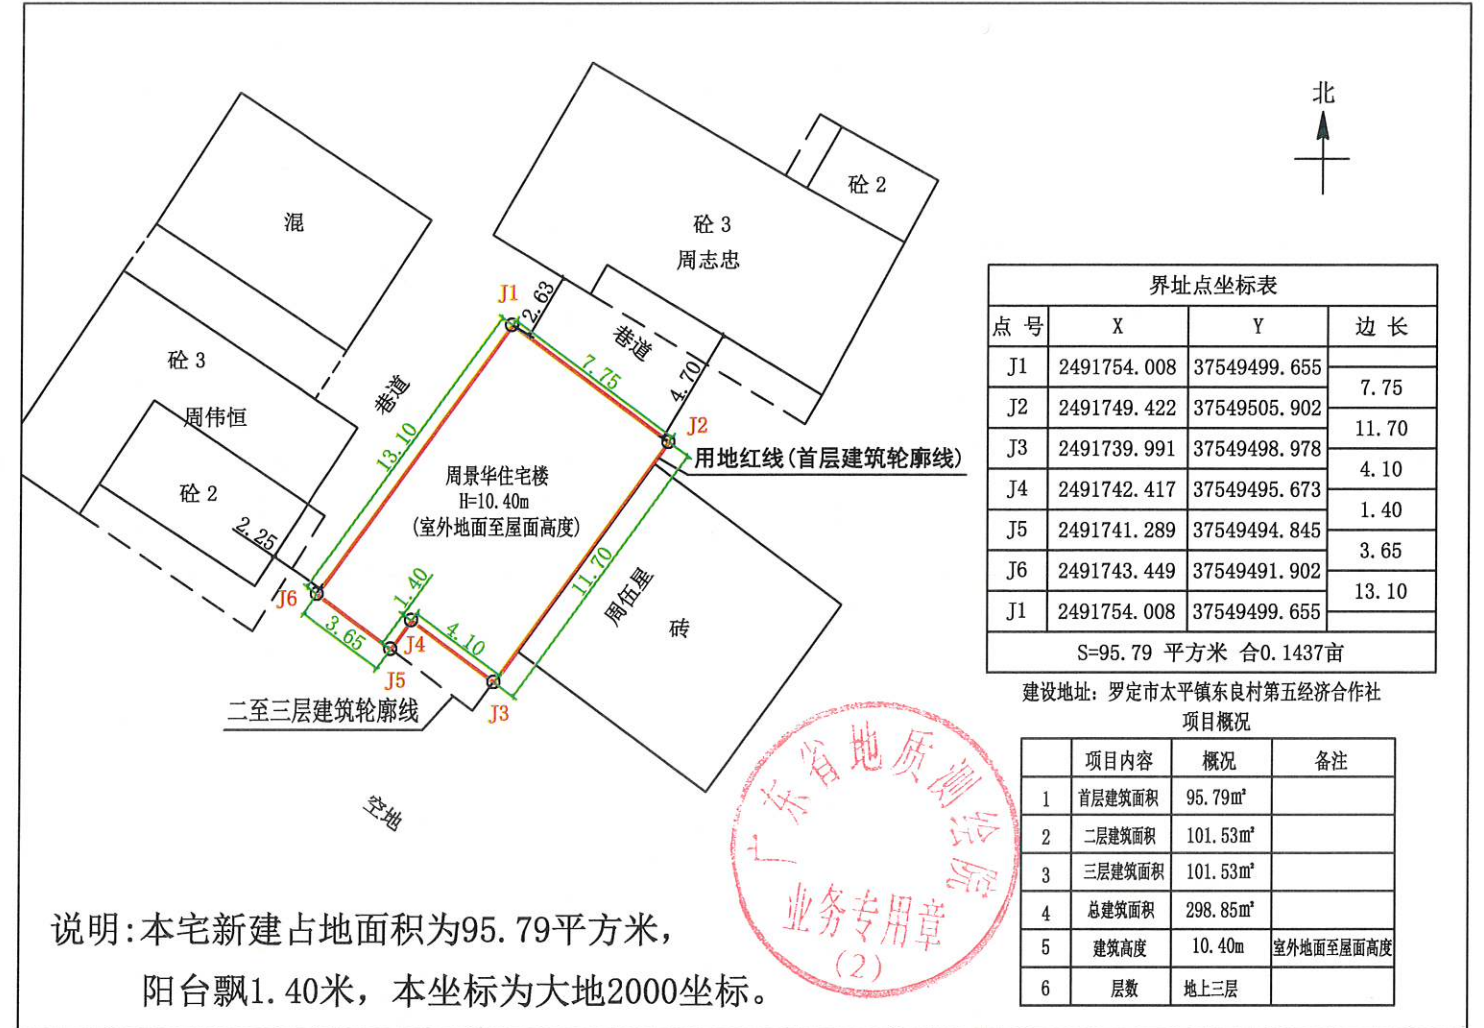 北
混
砼 2
砼 3
周志忠
J1
2.63
巷道
7.75
4.70
J2
用地红线(首层建筑轮廓线)
砼 3
周伟恒
砼 2
巷道
13.10
2.25
周景华住宅楼
H=10.40m
(室外地面至屋面高度)
11.70
周伍星
砖
J6
3.65
1.40
J4
4.10
J5
J3
二至三层建筑轮廓线
空地
界址点坐标表
点 号 X Y 边 长
J1 2491754.008 37549499.655
7.75
J2 2491749.422 37549505.902
11.70
J3 2491739.991 37549498.978
4.10
J4 2491742.417 37549495.673
1.40
J5 2491741.289 37549494.845
3.65
J6 2491743.449 37549491.902
13.10
J1 2491754.008 37549499.655
S=95.79 平方米 合0.1437亩
建设地址：罗定市太平镇东良村第五经济合作社
项目概况
项目内容 概况 备注
1 首层建筑面积 95.79m²
2 二层建筑面积 101.53m²
3 三层建筑面积 101.53m²
4 总建筑面积 298.85m²
5 建筑高度 10.40m 室外地面至屋面高度
6 层数 地上三层
广东省地质测绘院
业务专用章
(2)
说明:本宅新建占地面积为95.79平方米，
阳台飘1.40米，本坐标为大地2000坐标。